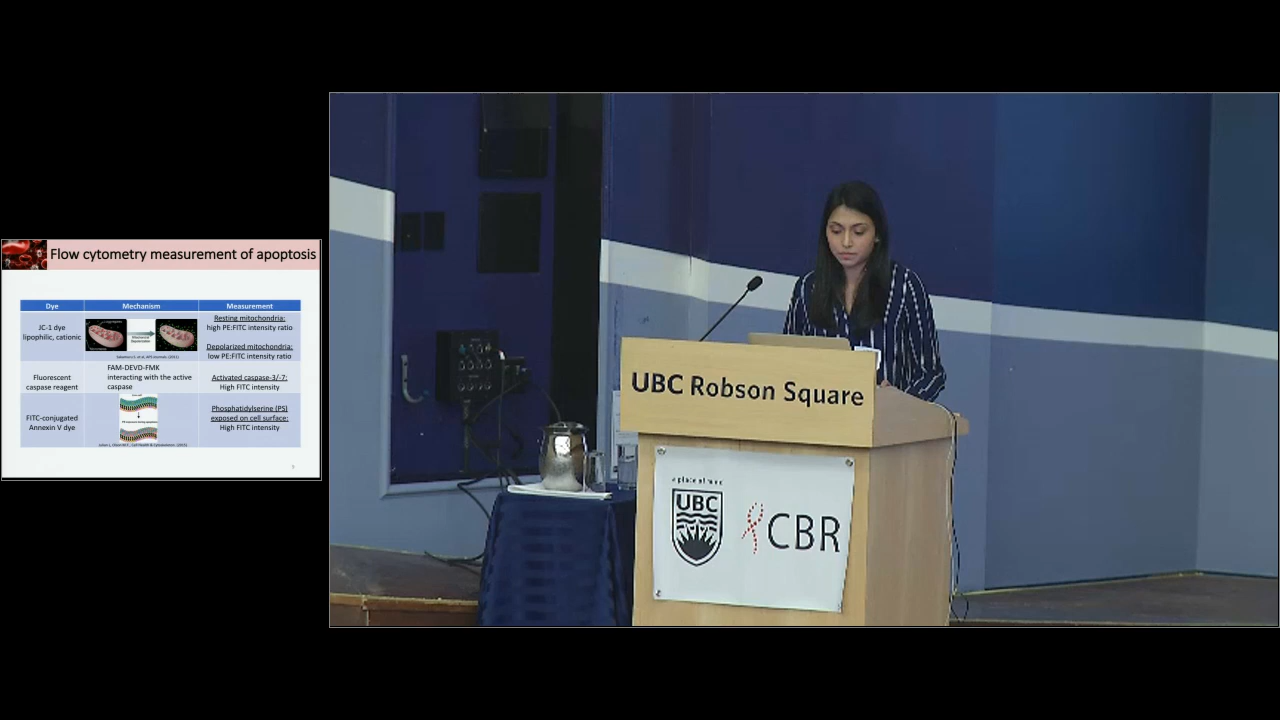 Flow cytometry measurement of apoptosis
Dye
Mechanism
Measurement
JC-1 dye
lipophilic, cationic
Resting mitochondria:
high PE:FITC intensity ratio
Depolarized mitochondria:
low PE:FITC intensity ratio
Fluorescent
caspase reagent
FAM-DEVD-FMK
interacting with the active
caspase
Activated caspase-3/-7:
High FITC intensity
FITC-conjugated
Annexin V dye
Phosphatidylserine (PS)
exposed on cell surface:
High FITC intensity
UBC Robson Square
a place of mind
UBC
CBR